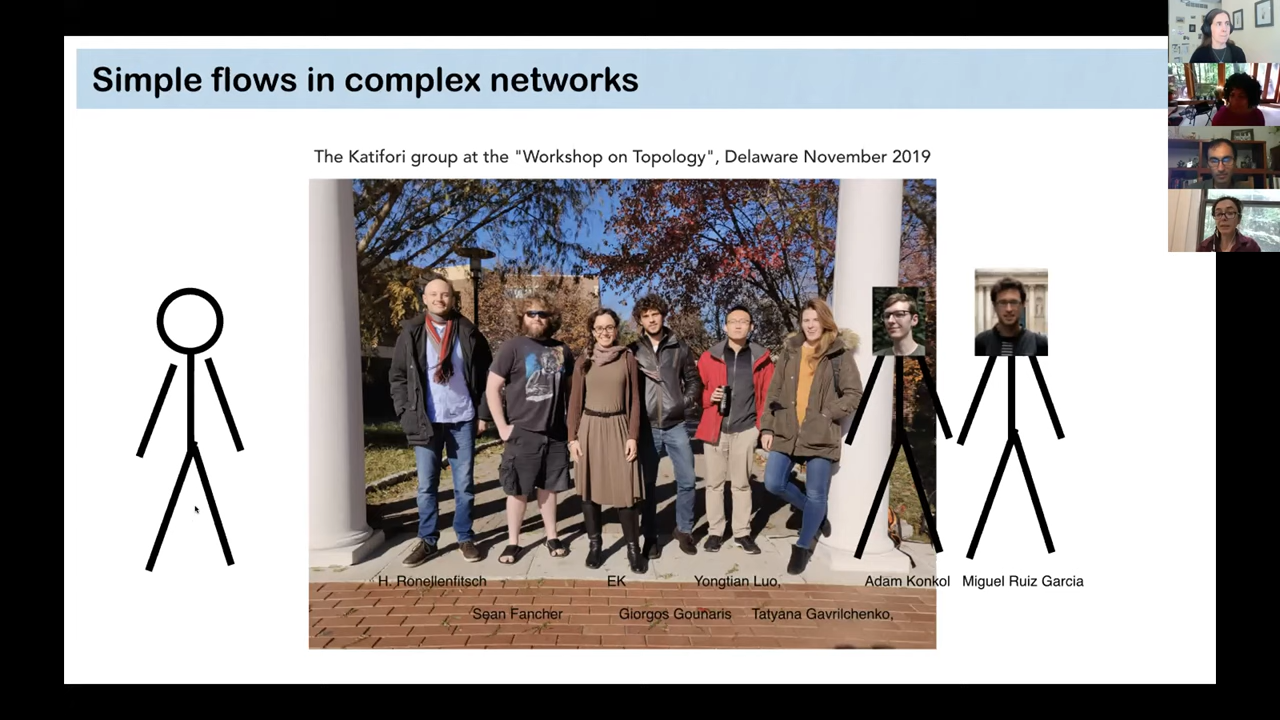 Simple flows in complex networks
The Katifori group at the "Workshop on Topology", Delaware November 2019
H. Ronellenfitsch EK Yongtian Luo, Adam Konkol Miguel Ruiz Garcia
Sean Fancher Giorgos Gounaris Tatyana Gavrilchenko,